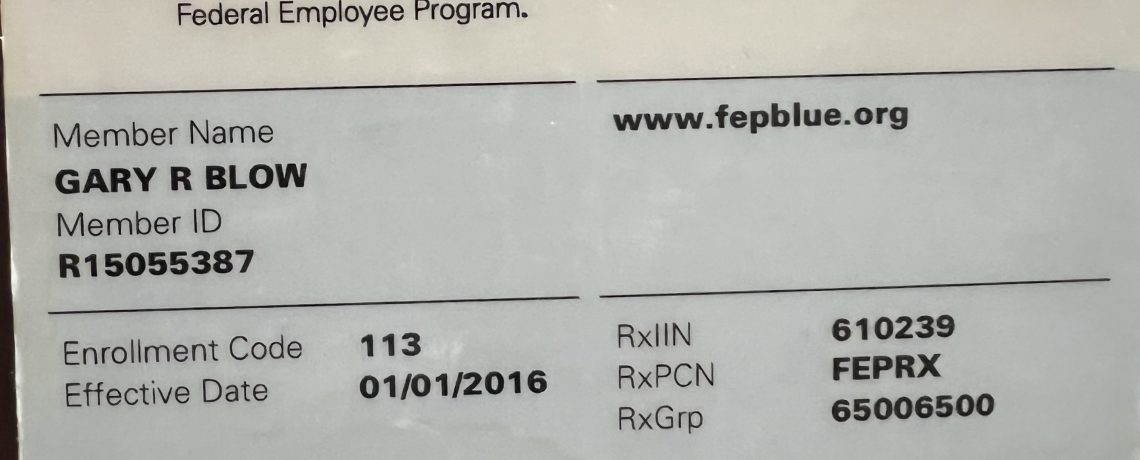 Federal Employee Program.
Member Name
GARY R BLOW
Member ID
R15055387
www.fepblue.org
Enrollment Code 113
Effective Date 01/01/2016
RxIIN 610239
RxPCN FEPRX
RxGrp 65006500